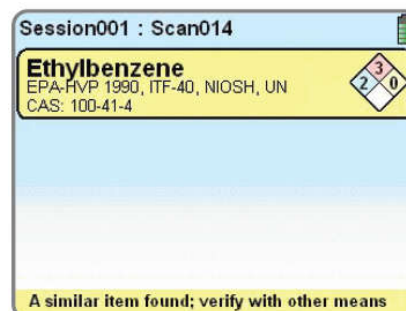 Session001 : Scan014
Ethylbenzene
EPA-HVP 1990, ITF-40, NIOSH, UN
CAS: 100-41-4
3
2 0
A similar item found; verify with other means